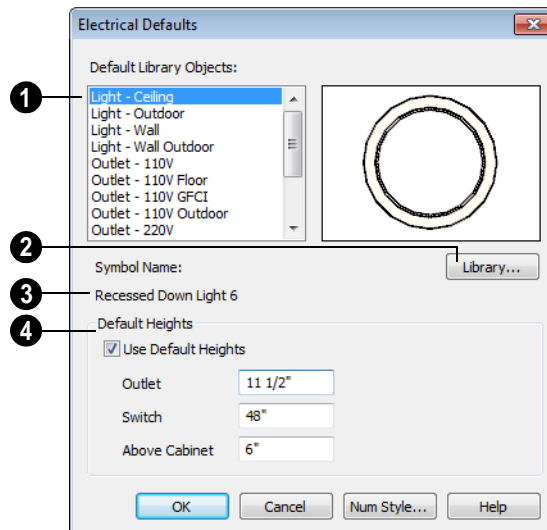 Electrical Defaults
Default Library Objects:
1
Light - Ceiling
Light - Outdoor
Light - Wall
Light - Wall Outdoor
Outlet - 110V
Outlet - 110V Floor
Outlet - 110V GFCI
Outlet - 110V Outdoor
Outlet - 220V
2
Symbol Name:
Library...
3
Recessed Down Light 6
4
Default Heights
Use Default Heights
Outlet 11 1/2"
Switch 48"
Above Cabinet 6"
OK Cancel Num Style... Help